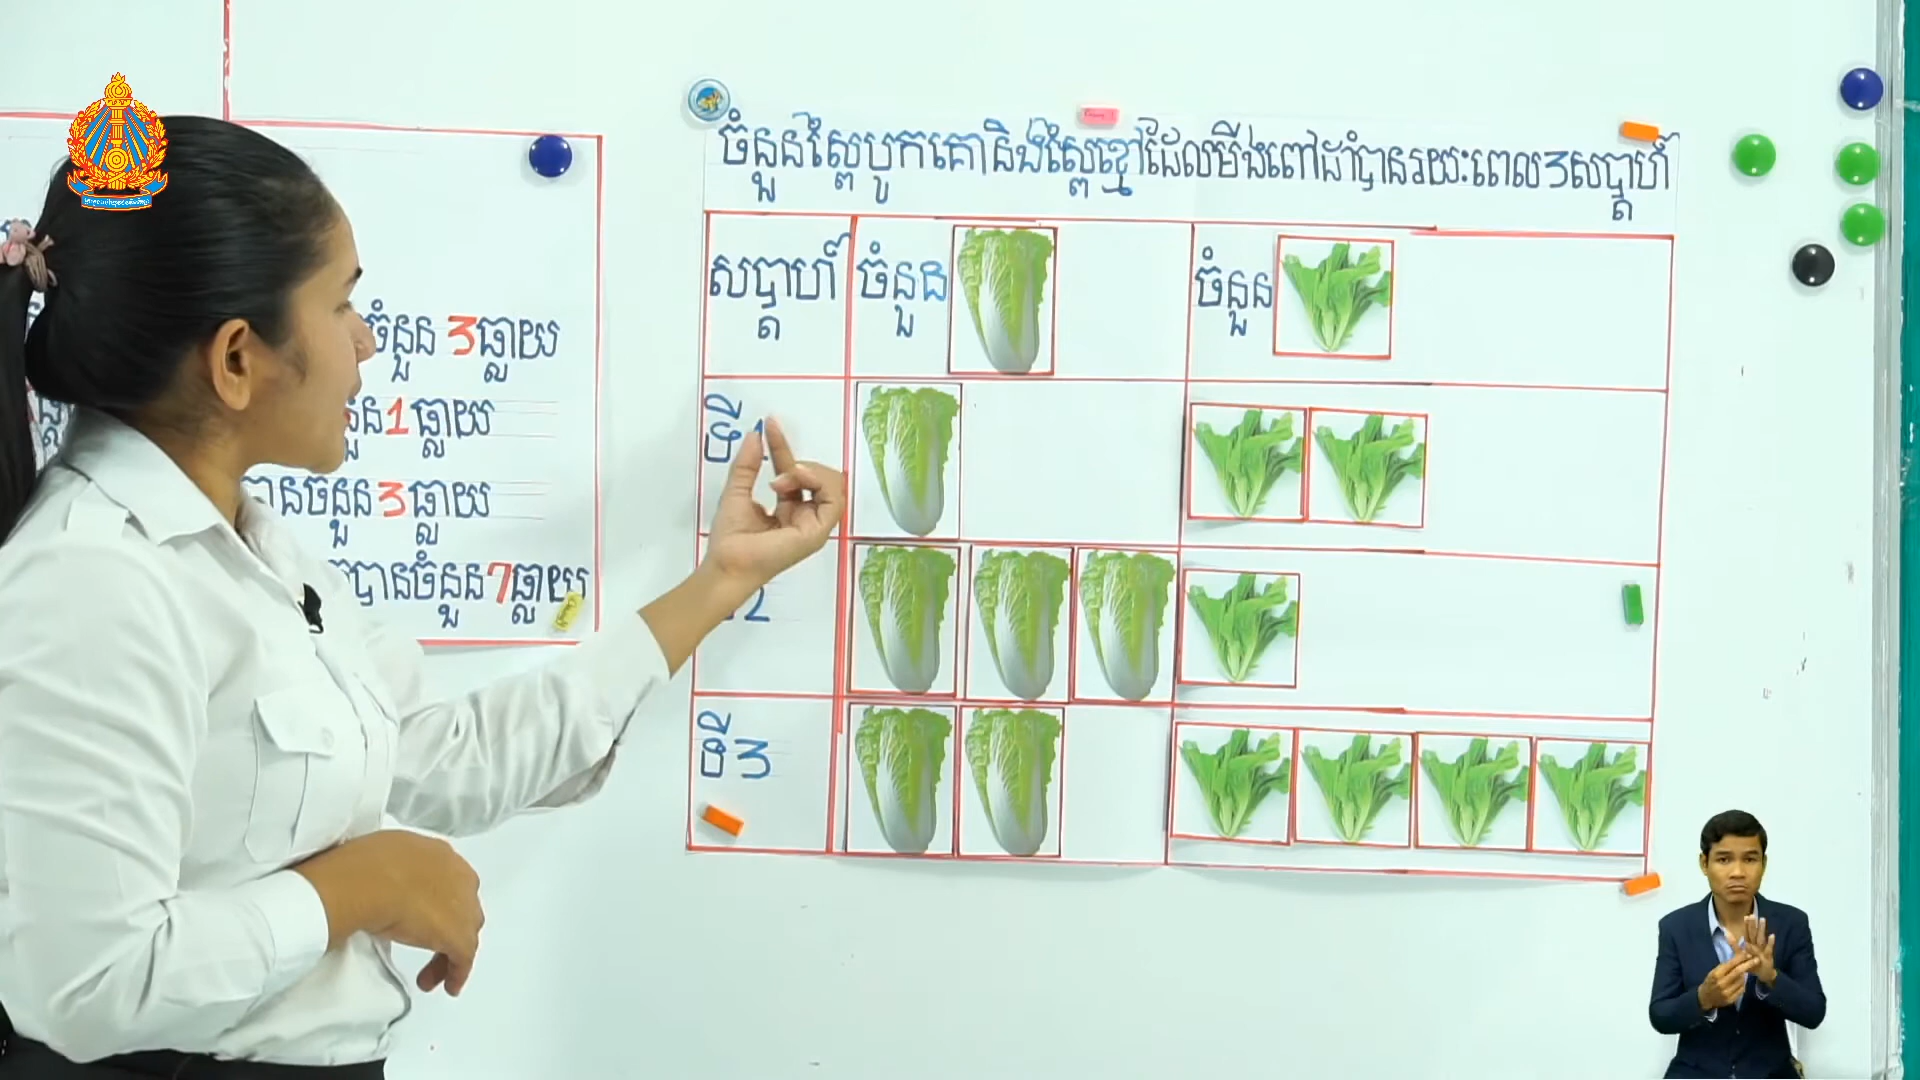 ចំនួនស្ពៃបូកគោនិងស្ពៃខ្មៅដែលមីងពៅដាំបានរយៈពេល3សប្តាហ៍
សប្តាហ៍ ចំនួន ចំនួន
ទី1
2
ទី3
ចំនួន 3ផ្លាយ
1 ផ្លាយ
បានចំនួន 3 ផ្លាយ
បានចំនួន 7ផ្លាយ